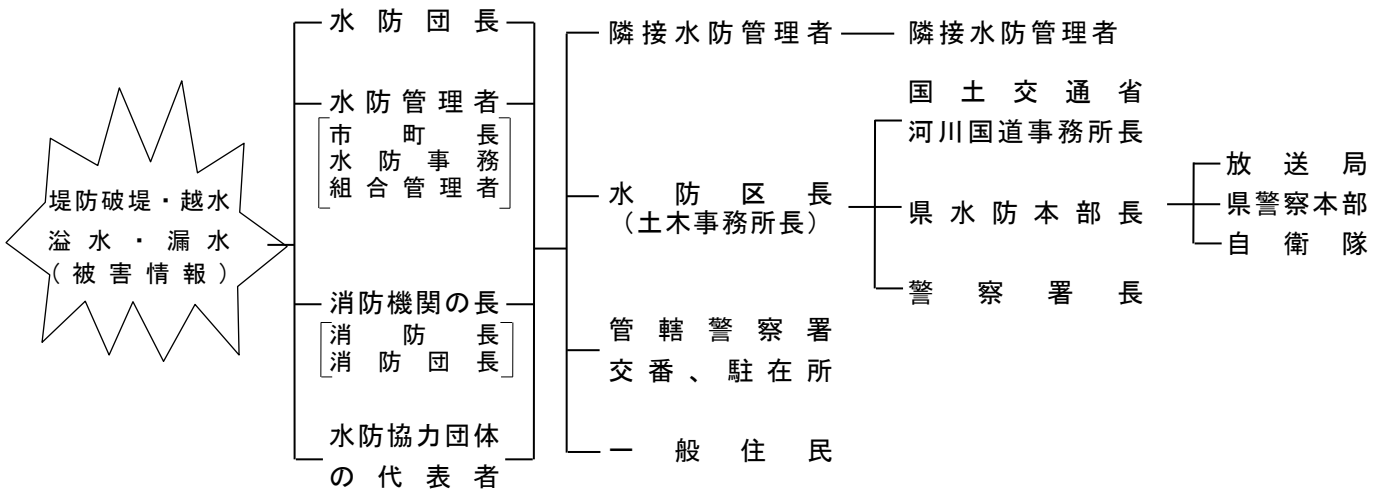 堤防破堤・越水
溢水・漏水
(被害情報)
水防団長
水防管理者
市町長
水防事務
組合管理者
消防機関の長
消防長
消防団長
水防協力団体
の代表者
隣接水防管理者
水防区長
(土木事務所長)
管轄警察署
交番、駐在所
一般住民
隣接水防管理者
国土交通省
河川国道事務所長
県水防本部長
警察署長
放送局
県警察本部
自衛隊